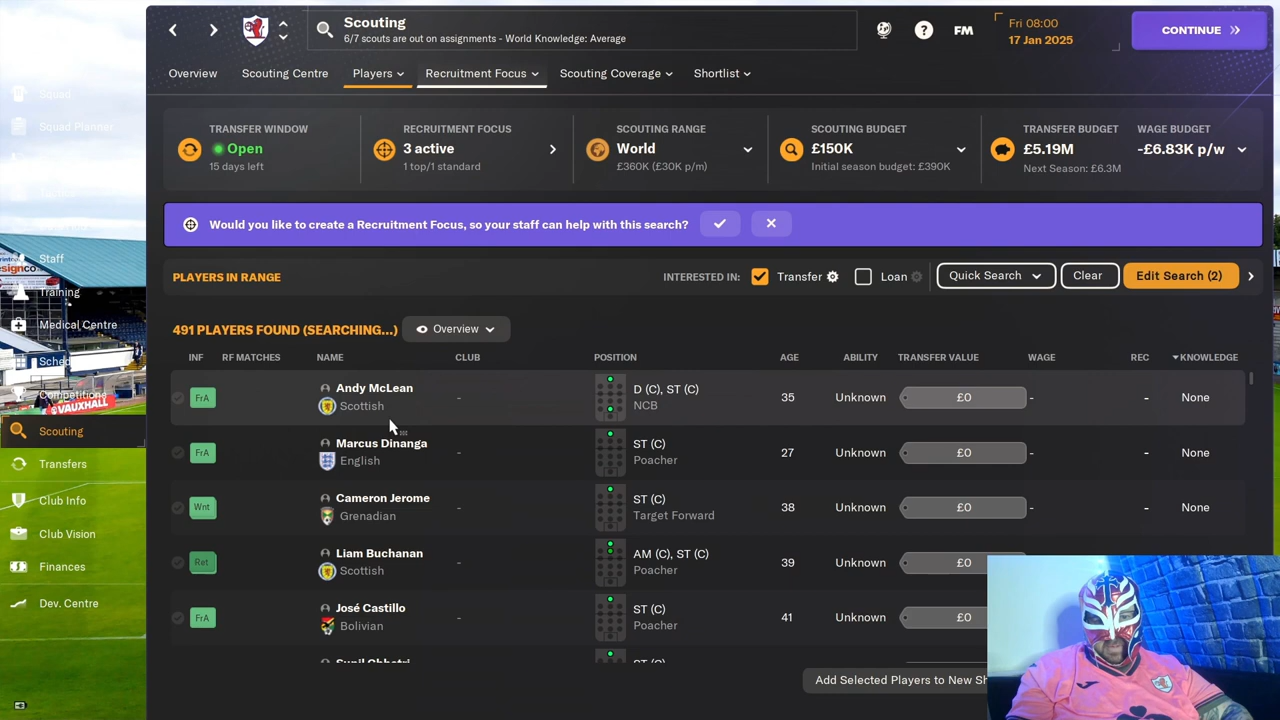 Scouting
6/7 scouts are out on assignments - World Knowledge: Average
FM
Fri 08:00
17 Jan 2025
CONTINUE
Overview
Scouting Centre
Players
Recruitment Focus
Scouting Coverage
Shortlist
Squad
Squad Planner
Staff
Training
Medical Centre
Sched
Competitions
Scouting
Transfers
Club Info
Club Vision
Finances
Dev. Centre
VAUXHALL
TRANSFER WINDOW
Open
15 days left
RECRUITMENT FOCUS
3 active
1 top/1 standard
SCOUTING RANGE
World
£360K (£30K p/m)
SCOUTING BUDGET
£150K
Initial season budget: £390K
TRANSFER BUDGET
£5.19M
Next Season: £6.3M
WAGE BUDGET
-£6.83K p/w
Would you like to create a Recruitment Focus, so your staff can help with this search?
PLAYERS IN RANGE
INTERESTED IN: Transfer Loan
Quick Search
Clear
Edit Search (2)
491 PLAYERS FOUND (SEARCHING...)
Overview
INF RF MATCHES NAME CLUB POSITION AGE ABILITY TRANSFER VALUE WAGE REC KNOWLEDGE
FrA Andy McLean - D (C), ST (C) 35 Unknown £0 - - None
Scottish NCB
FrA Marcus Dinanga - ST (C) 27 Unknown £0 - - None
English Poacher
Wnt Cameron Jerome - ST (C) 38 Unknown £0 - - None
Grenadian Target Forward
Ret Liam Buchanan - AM (C), ST (C) 39 Unknown £0
Scottish Poacher
FrA José Castillo - ST (C) 41 Unknown £0
Bolivian Poacher
Sunil Chhetri ST (C)
Add Selected Players to New Sh